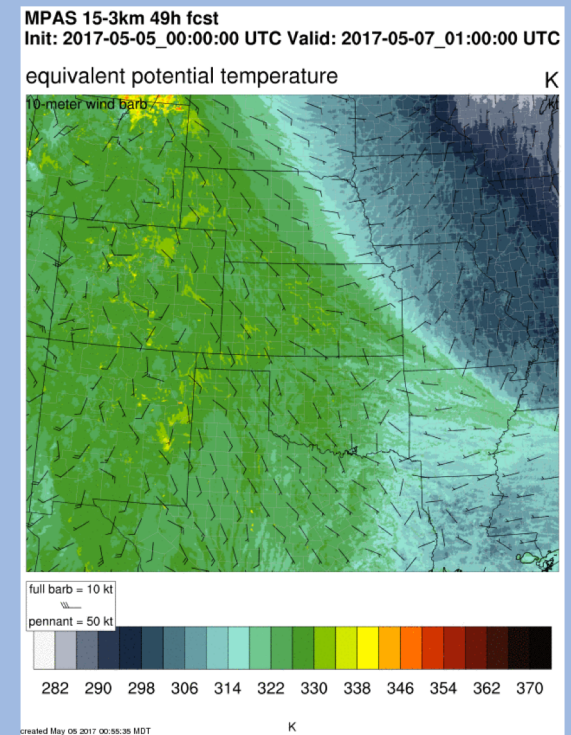 MPAS 15-3km 49h fcst
Init: 2017-05-05_00:00:00 UTC Valid: 2017-05-07_01:00:00 UTC
equivalent potential temperature K
10-meter wind barb kt
full barb = 10 kt
pennant = 50 kt
282 290 298 306 314 322 330 338 346 354 362 370
K
created May 05 2017 00:55:35 MDT